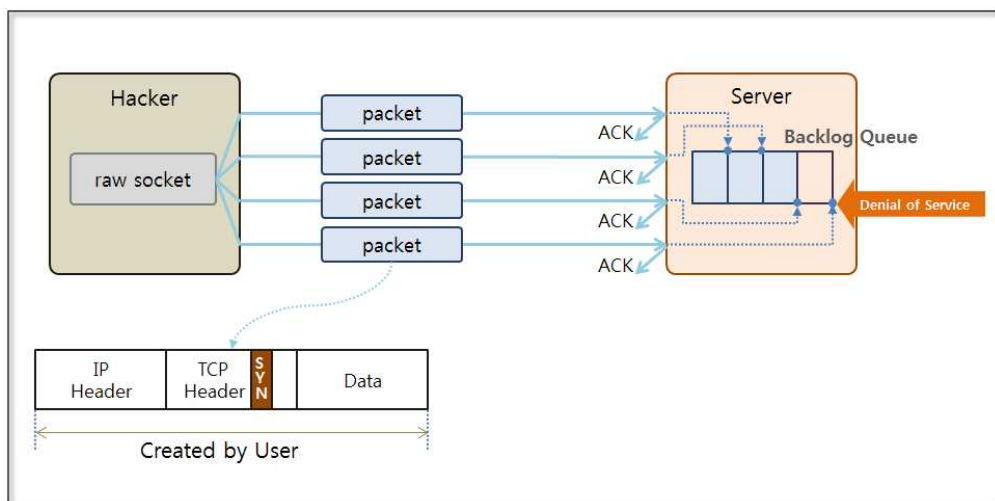 Hacker
raw socket
packet
packet
packet
packet
ACK
ACK
ACK
ACK
Server
Backlog Queue
Denial of Service
IP
Header
TCP
Header
SYN
Data
Created by User